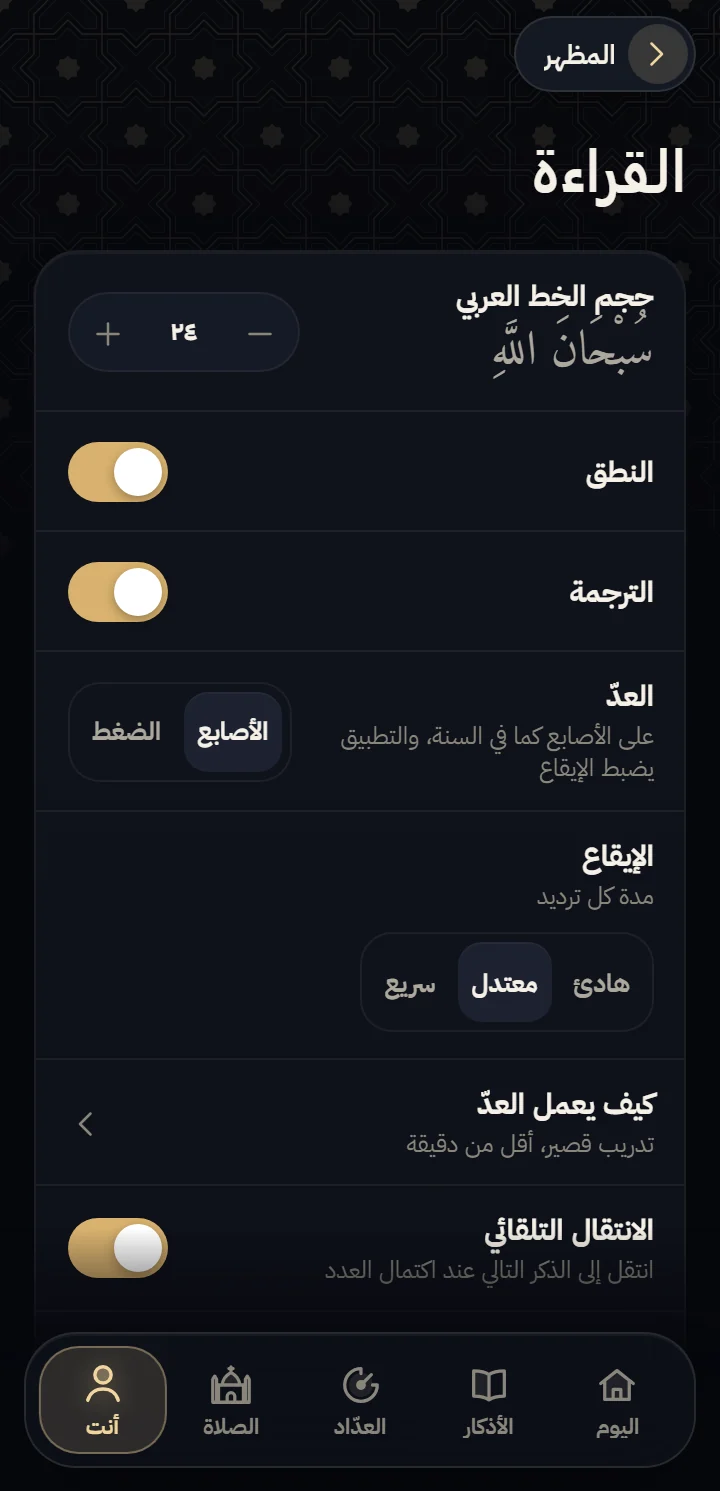 المظهر
القراءة
حجم الخط العربي
سُبْحَانَ اللَّهِ
٢٤
النطق
الترجمة
العدّ
على الأصابع كما في السنة، والتطبيق
يضبط الإيقاع
الأصابع
الضغط
الإيقاع
مدة كل ترديد
هادئ
معتدل
سريع
كيف يعمل العدّ
تدريب قصير، أقل من دقيقة
الانتقال التلقائي
انتقل إلى الذكر التالي عند اكتمال العدد
اليوم
الأذكار
العدّاد
الصلاة
أنت